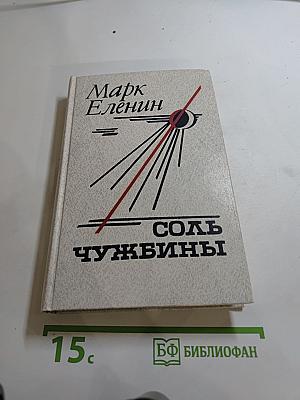 Марк
Еленин
СОЛЬ
ЧУЖБИНЫ
15с
БФ БИБЛИОФАН